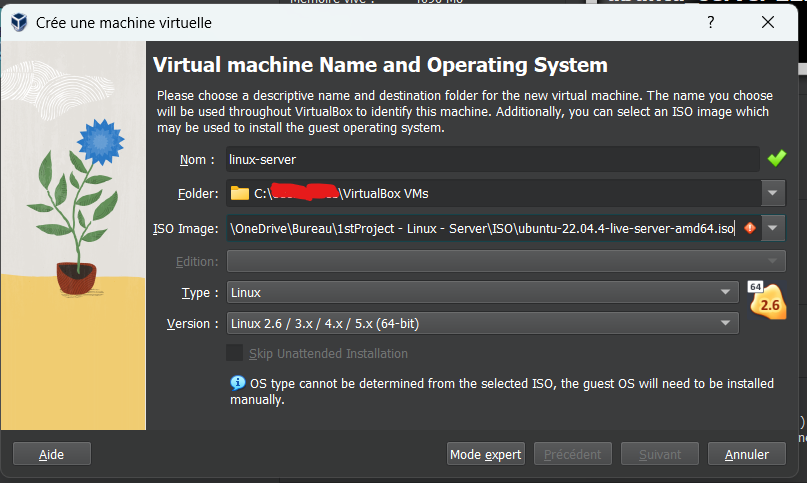 Crée une machine virtuelle
?
Virtual machine Name and Operating System
Please choose a descriptive name and destination folder for the new virtual machine. The name you choose
will be used throughout VirtualBox to identify this machine. Additionally, you can select an ISO image which
may be used to install the guest operating system.
Nom : linux-server
Folder: C:\ \VirtualBox VMs
ISO Image: \OneDrive\Bureau\1stProject - Linux - Server\ISO\ubuntu-22.04.4-live-server-amd64.iso
Edition:
Type : Linux
64
2.6
Version : Linux 2.6 / 3.x / 4.x / 5.x (64-bit)
Skip Unattended Installation
OS type cannot be determined from the selected ISO, the guest OS will need to be installed
manually.
Aide Mode expert Précédent Suivant Annuler